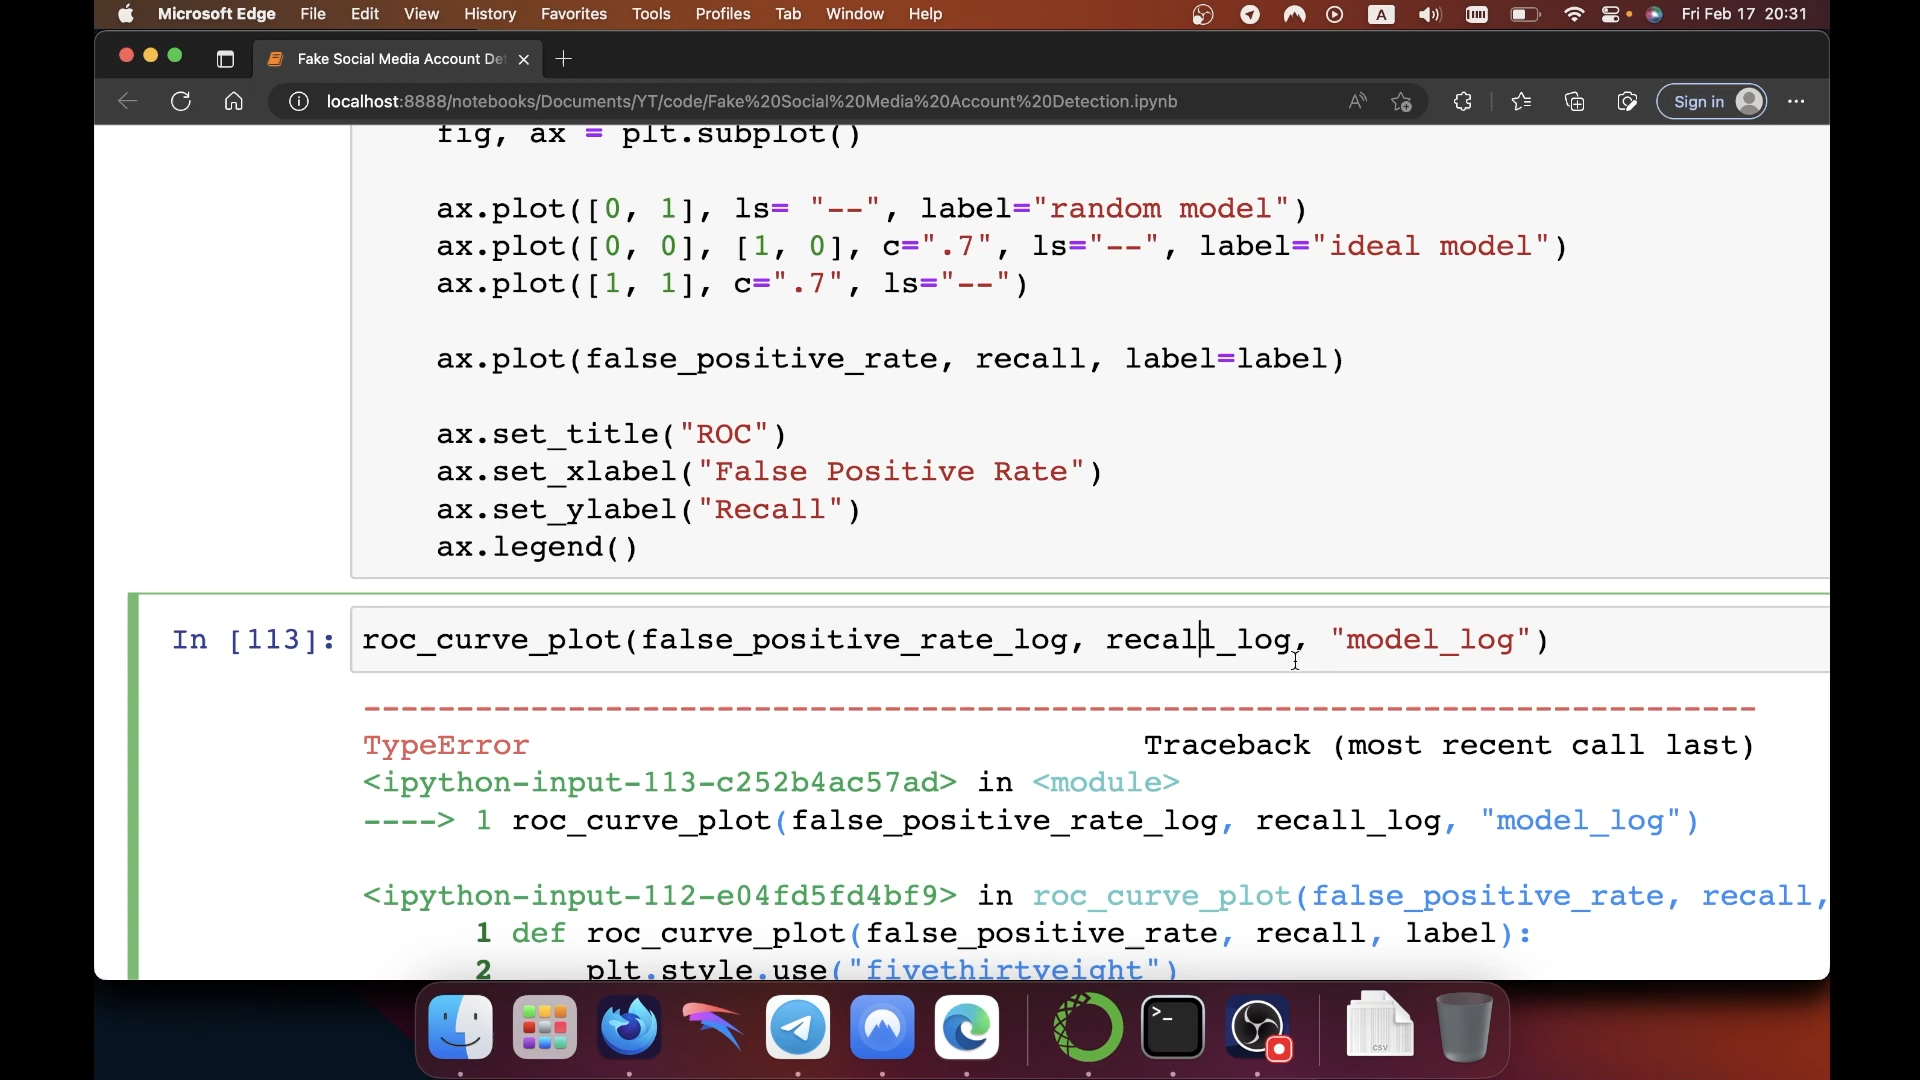 Microsoft Edge File Edit View History Favorites Tools Profiles Tab Window Help A Fri Feb 17 20:31
Fake Social Media Account De
localhost:8888/notebooks/Documents/YT/code/Fake%20Social%20Media%20Account%20Detection.ipynb Sign in
fig, ax = plt.subplot()
ax.plot([0, 1], ls= "--", label="random model")
ax.plot([0, 0], [1, 0], c=".7", ls="--", label="ideal model")
ax.plot([1, 1], c=".7", ls="--")
ax.plot(false_positive_rate, recall, label=label)
ax.set_title("ROC")
ax.set_xlabel("False Positive Rate")
ax.set_ylabel("Recall")
ax.legend()
In [113]: roc_curve_plot(false_positive_rate_log, recall_log, "model_log")
---------------------------------------------------------------------------
TypeError Traceback (most recent call last)
<ipython-input-113-c252b4ac57ad> in <module>
----> 1 roc_curve_plot(false_positive_rate_log, recall_log, "model_log")
<ipython-input-112-e04fd5fd4bf9> in roc_curve_plot(false_positive_rate, recall,
1 def roc_curve_plot(false_positive_rate, recall, label):
2 plt.style.use("fivethirtyeight")
CSV